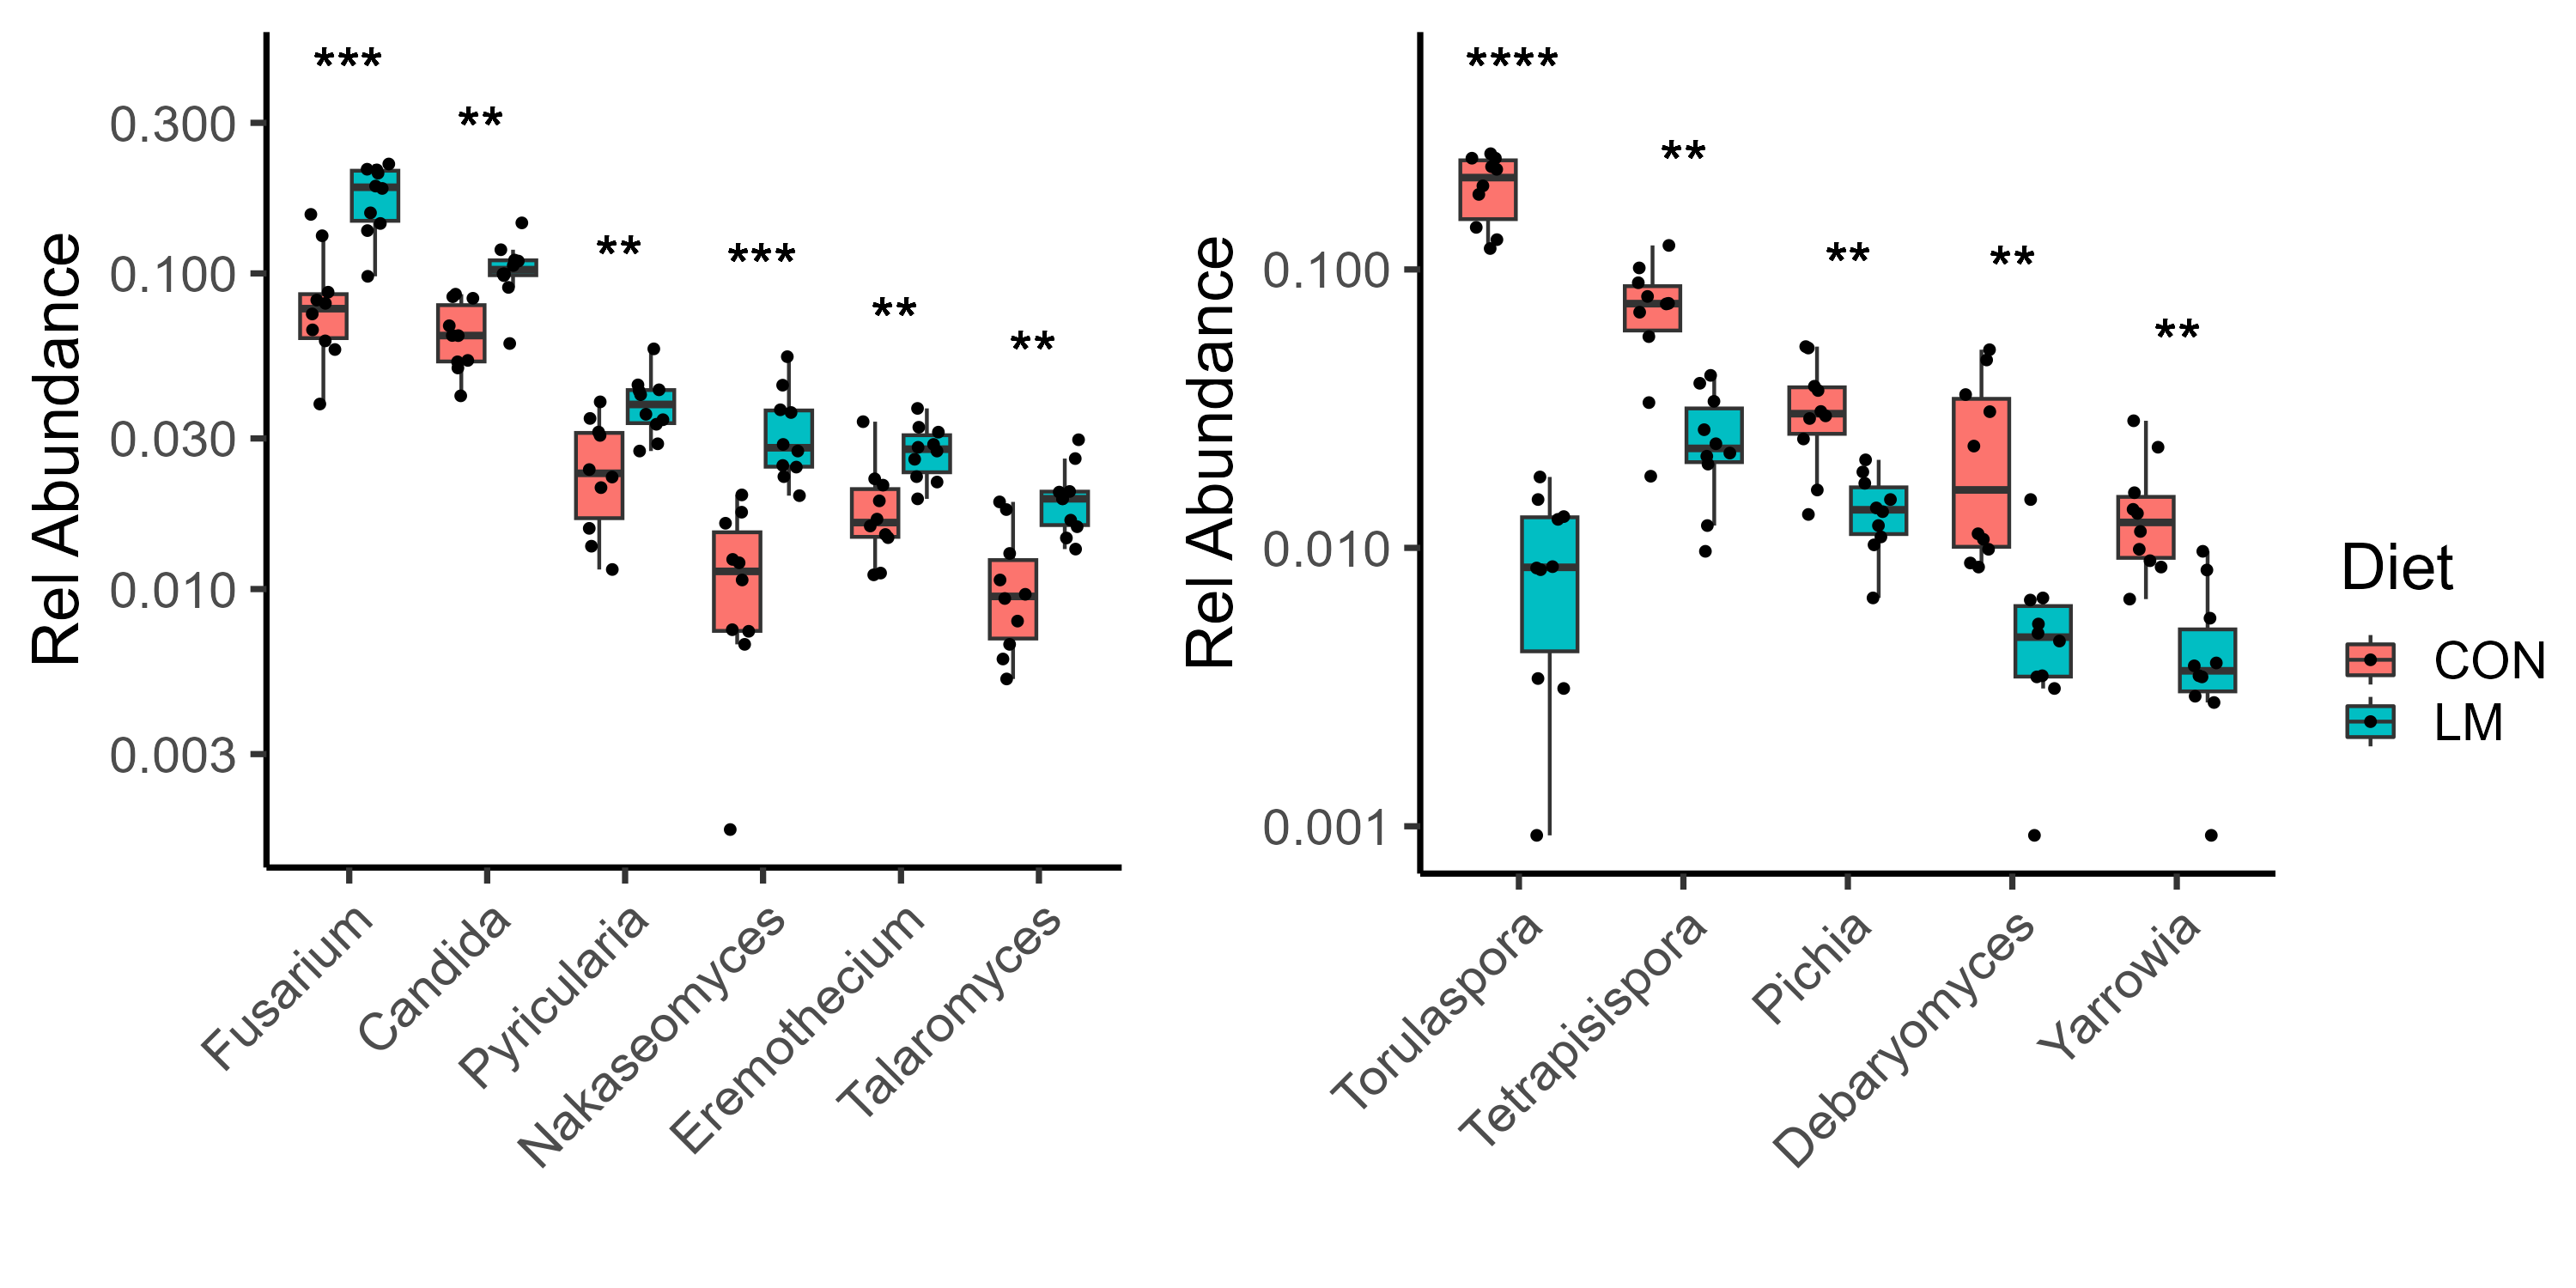 Rel Abundance
0.300
0.100
0.030
0.010
0.003
***
**
**
***
**
**
Fusarium
Candida
Pyricularia
Nakaseomyces
Eremothecium
Talaromyces
Rel Abundance
0.100
0.010
0.001
****
**
**
**
**
Torulaspora
Tetrapisispora
Pichia
Debaryomyces
Yarrowia
Diet
CON
LM